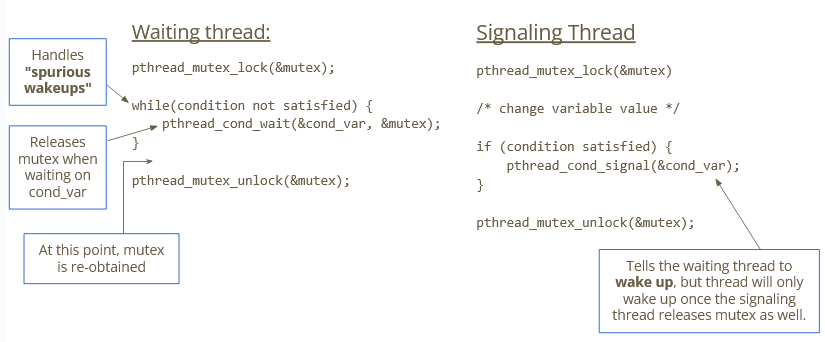 Waiting thread:
Handles
"spurious
wakeups"
pthread_mutex_lock(&mutex);
while(condition not satisfied) {
pthread_cond_wait(&cond_var, &mutex);
}
Releases
mutex when
waiting on
cond_var
pthread_mutex_unlock(&mutex);
At this point, mutex
is re-obtained
Signaling Thread
pthread_mutex_lock(&mutex)
/* change variable value */
if (condition satisfied) {
pthread_cond_signal(&cond_var);
}
pthread_mutex_unlock(&mutex);
Tells the waiting thread to
wake up, but thread will only
wake up once the signaling
thread releases mutex as well.